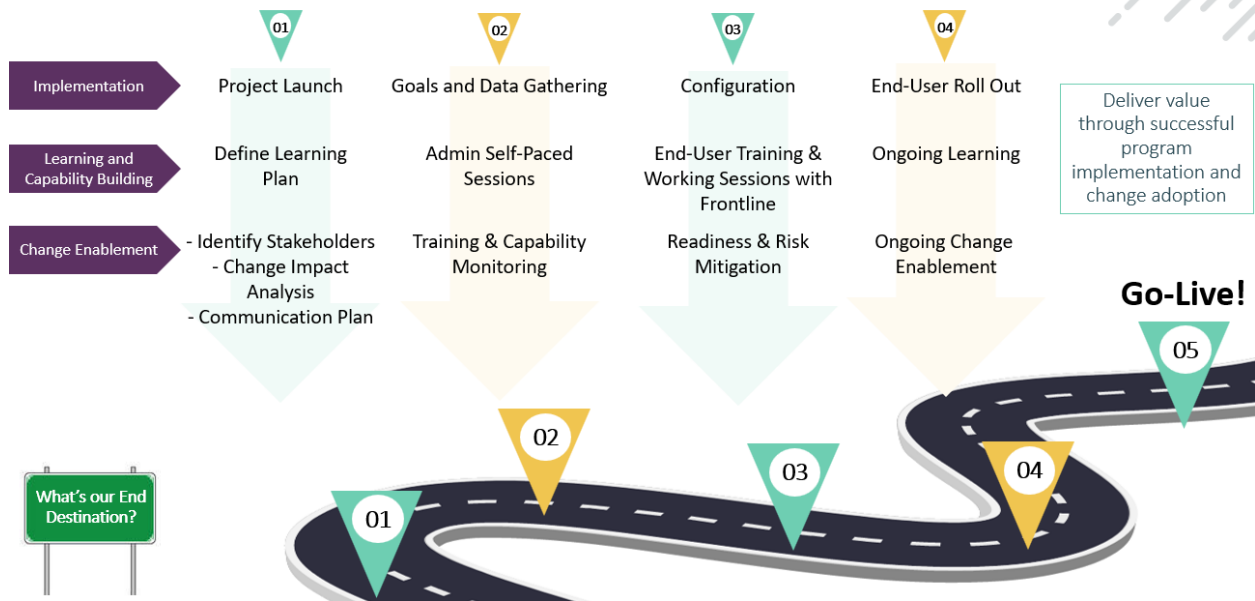 01
02
03
04
Implementation
Project Launch
Goals and Data Gathering
Configuration
End-User Roll Out
Deliver value
through successful
program
implementation and
change adoption
Learning and
Capability Building
Define Learning
Plan
Admin Self-Paced
Sessions
End-User Training &
Working Sessions with
Frontline
Ongoing Learning
Change Enablement
- Identify Stakeholders
- Change Impact
Analysis
- Communication Plan
Training & Capability
Monitoring
Readiness & Risk
Mitigation
Ongoing Change
Enablement
Go-Live!
05
02
03
04
01
What's our End
Destination?